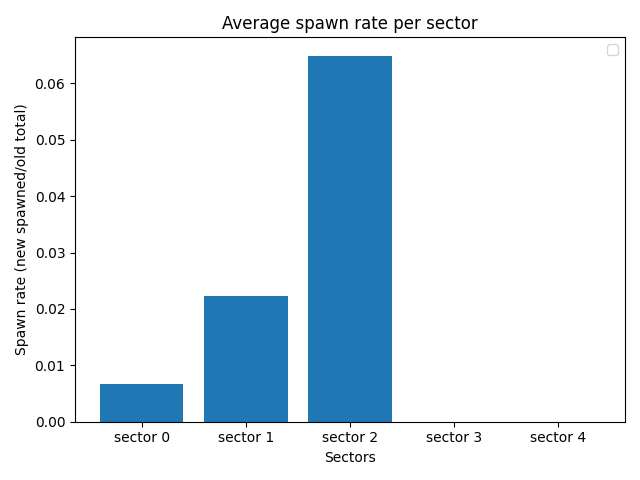 Average spawn rate per sector
Spawn rate (new spawned/old total)
0.06
0.05
0.04
0.03
0.02
0.01
0.00
sector 0
sector 1
sector 2
sector 3
sector 4
Sectors